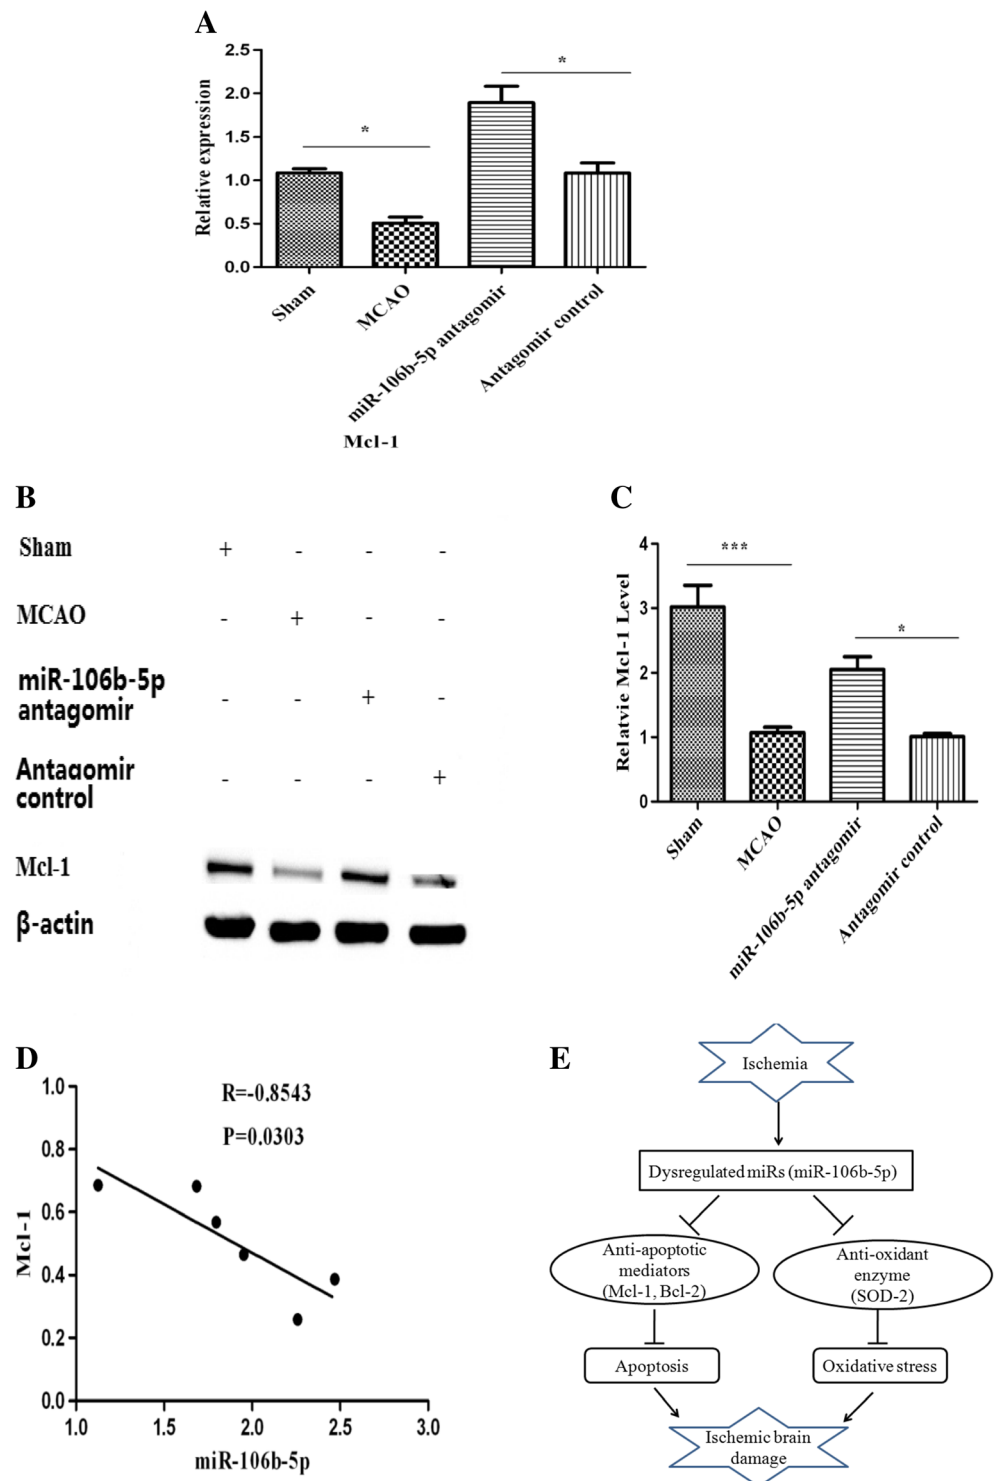 A
2.5
2.0
1.5
1.0
0.5
0.0
Relative expression
*
*
Sham
MCAO
miR-106b-5p antagomir
Antagomir control
Mcl-1
B
Sham + - - -
MCAO - + - -
miR-106b-5p
antagomir
- - + -
Antagomir
control
- - - +
Mcl-1
β-actin
C
4
3
2
1
0
Relatvie Mcl-1 Level
***
*
Sham
MCAO
miR-106b-5p antagomir
Antagomir control
D
1.0
0.8
0.6
0.4
0.2
0.0
Mcl-1
R=-0.8543
P=0.0303
1.0 1.5 2.0 2.5 3.0
miR-106b-5p
E
Ischemia
Dysregulated miRs (miR-106b-5p)
Anti-apoptotic
mediators
(Mcl-1, Bcl-2)
Anti-oxidant
enzyme
(SOD-2)
Apoptosis
Oxidative stress
Ischemic brain
damage